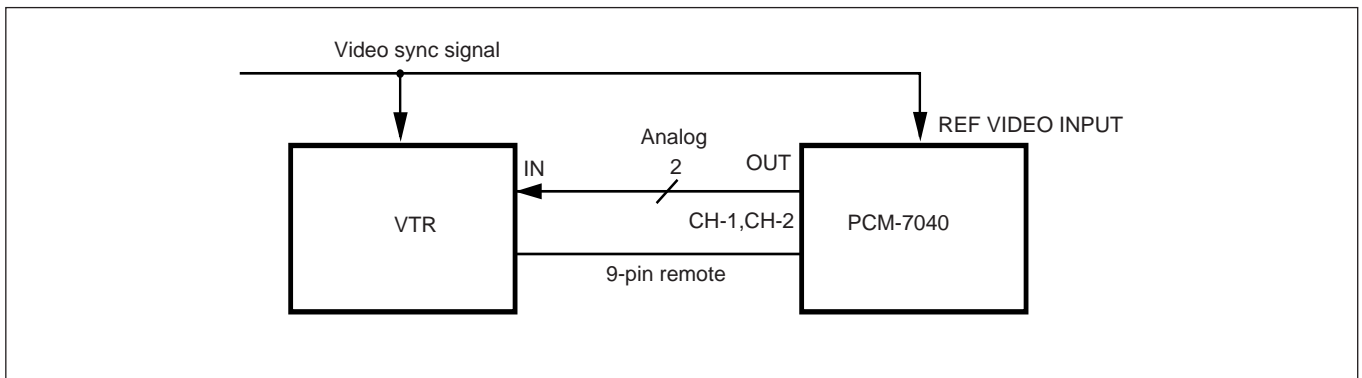 Video sync signal
REF VIDEO INPUT
Analog
2
IN
OUT
VTR
CH-1,CH-2
PCM-7040
9-pin remote